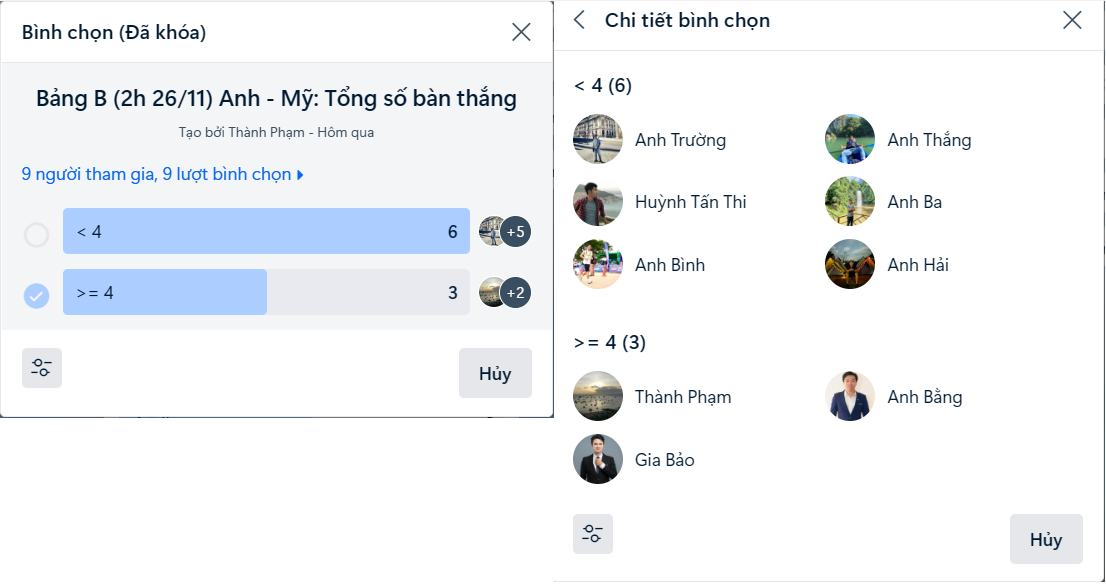 Bình chọn (Đã khóa)
Bảng B (2h 26/11) Anh - Mỹ: Tổng số bàn thắng
Tạo bởi Thành Phạm - Hôm qua
9 người tham gia, 9 lượt bình chọn
< 4 6 +5
>= 4 3 +2
Hủy
Chi tiết bình chọn
< 4 (6)
Anh Trường Anh Thắng
Huỳnh Tấn Thi Anh Ba
Anh Bình Anh Hải
>= 4 (3)
Thành Phạm Anh Bằng
Gia Bảo
Hủy